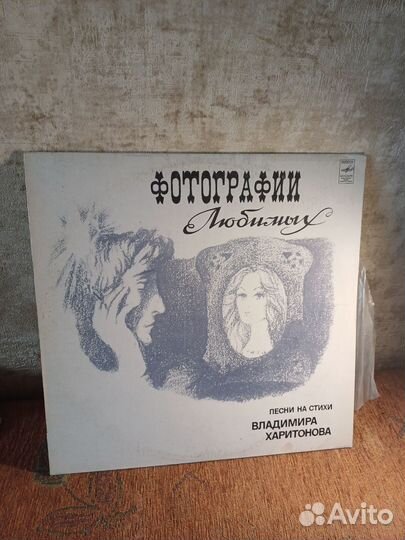 ФОТОГРАФИИ
Любимых
ПЕСНИ НА СТИХИ
ВЛАДИМИРА
ХАРИТОНОВА
Avito